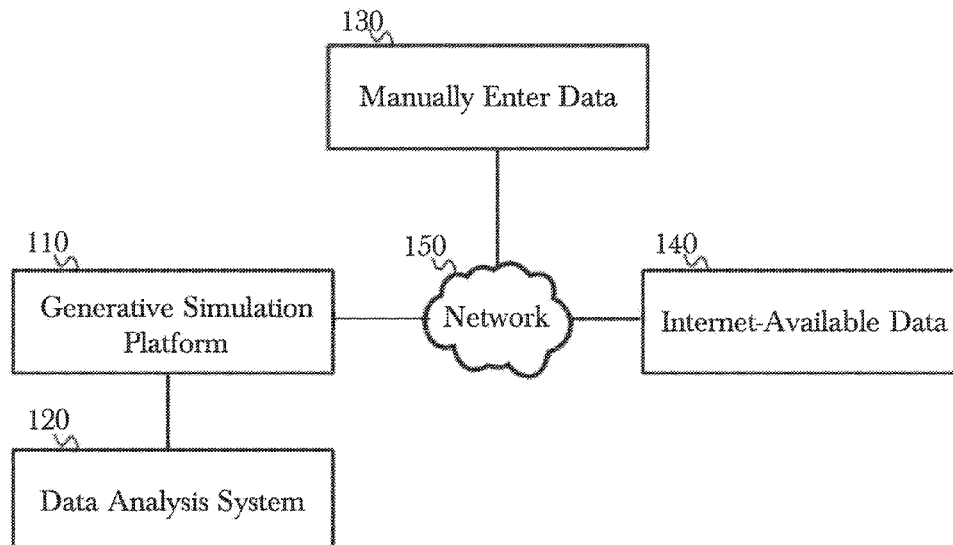 130
Manually Enter Data
110
150
140
Generative Simulation
Platform
Network
Internet-Available Data
120
Data Analysis System